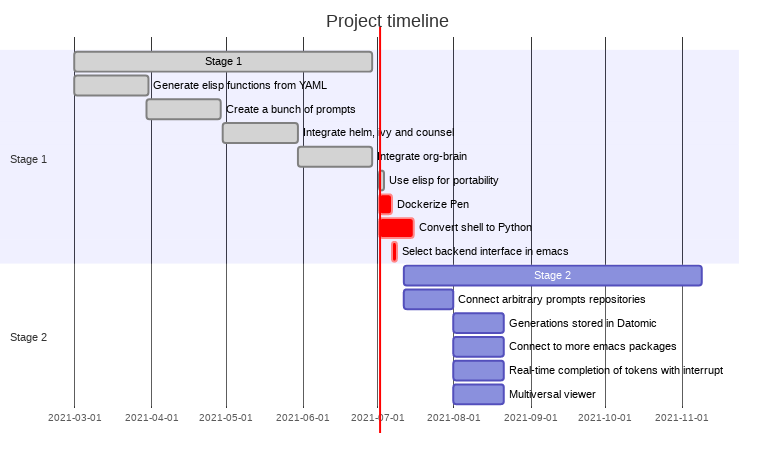 Project timeline
Stage 1
Generate elisp functions from YAML
Create a bunch of prompts
Integrate helm, ivy and counsel
Integrate org-brain
Stage 1
Use elisp for portability
Dockerize Pen
Convert shell to Python
Select backend interface in emacs
Stage 2
Connect arbitrary prompts repositories
Generations stored in Datomic
Stage 2
Connect to more emacs packages
Real-time completion of tokens with interrupt
Multiversal viewer
2021-03-01 2021-04-01 2021-05-01 2021-06-01 2021-07-01 2021-08-01 2021-09-01 2021-10-01 2021-11-01